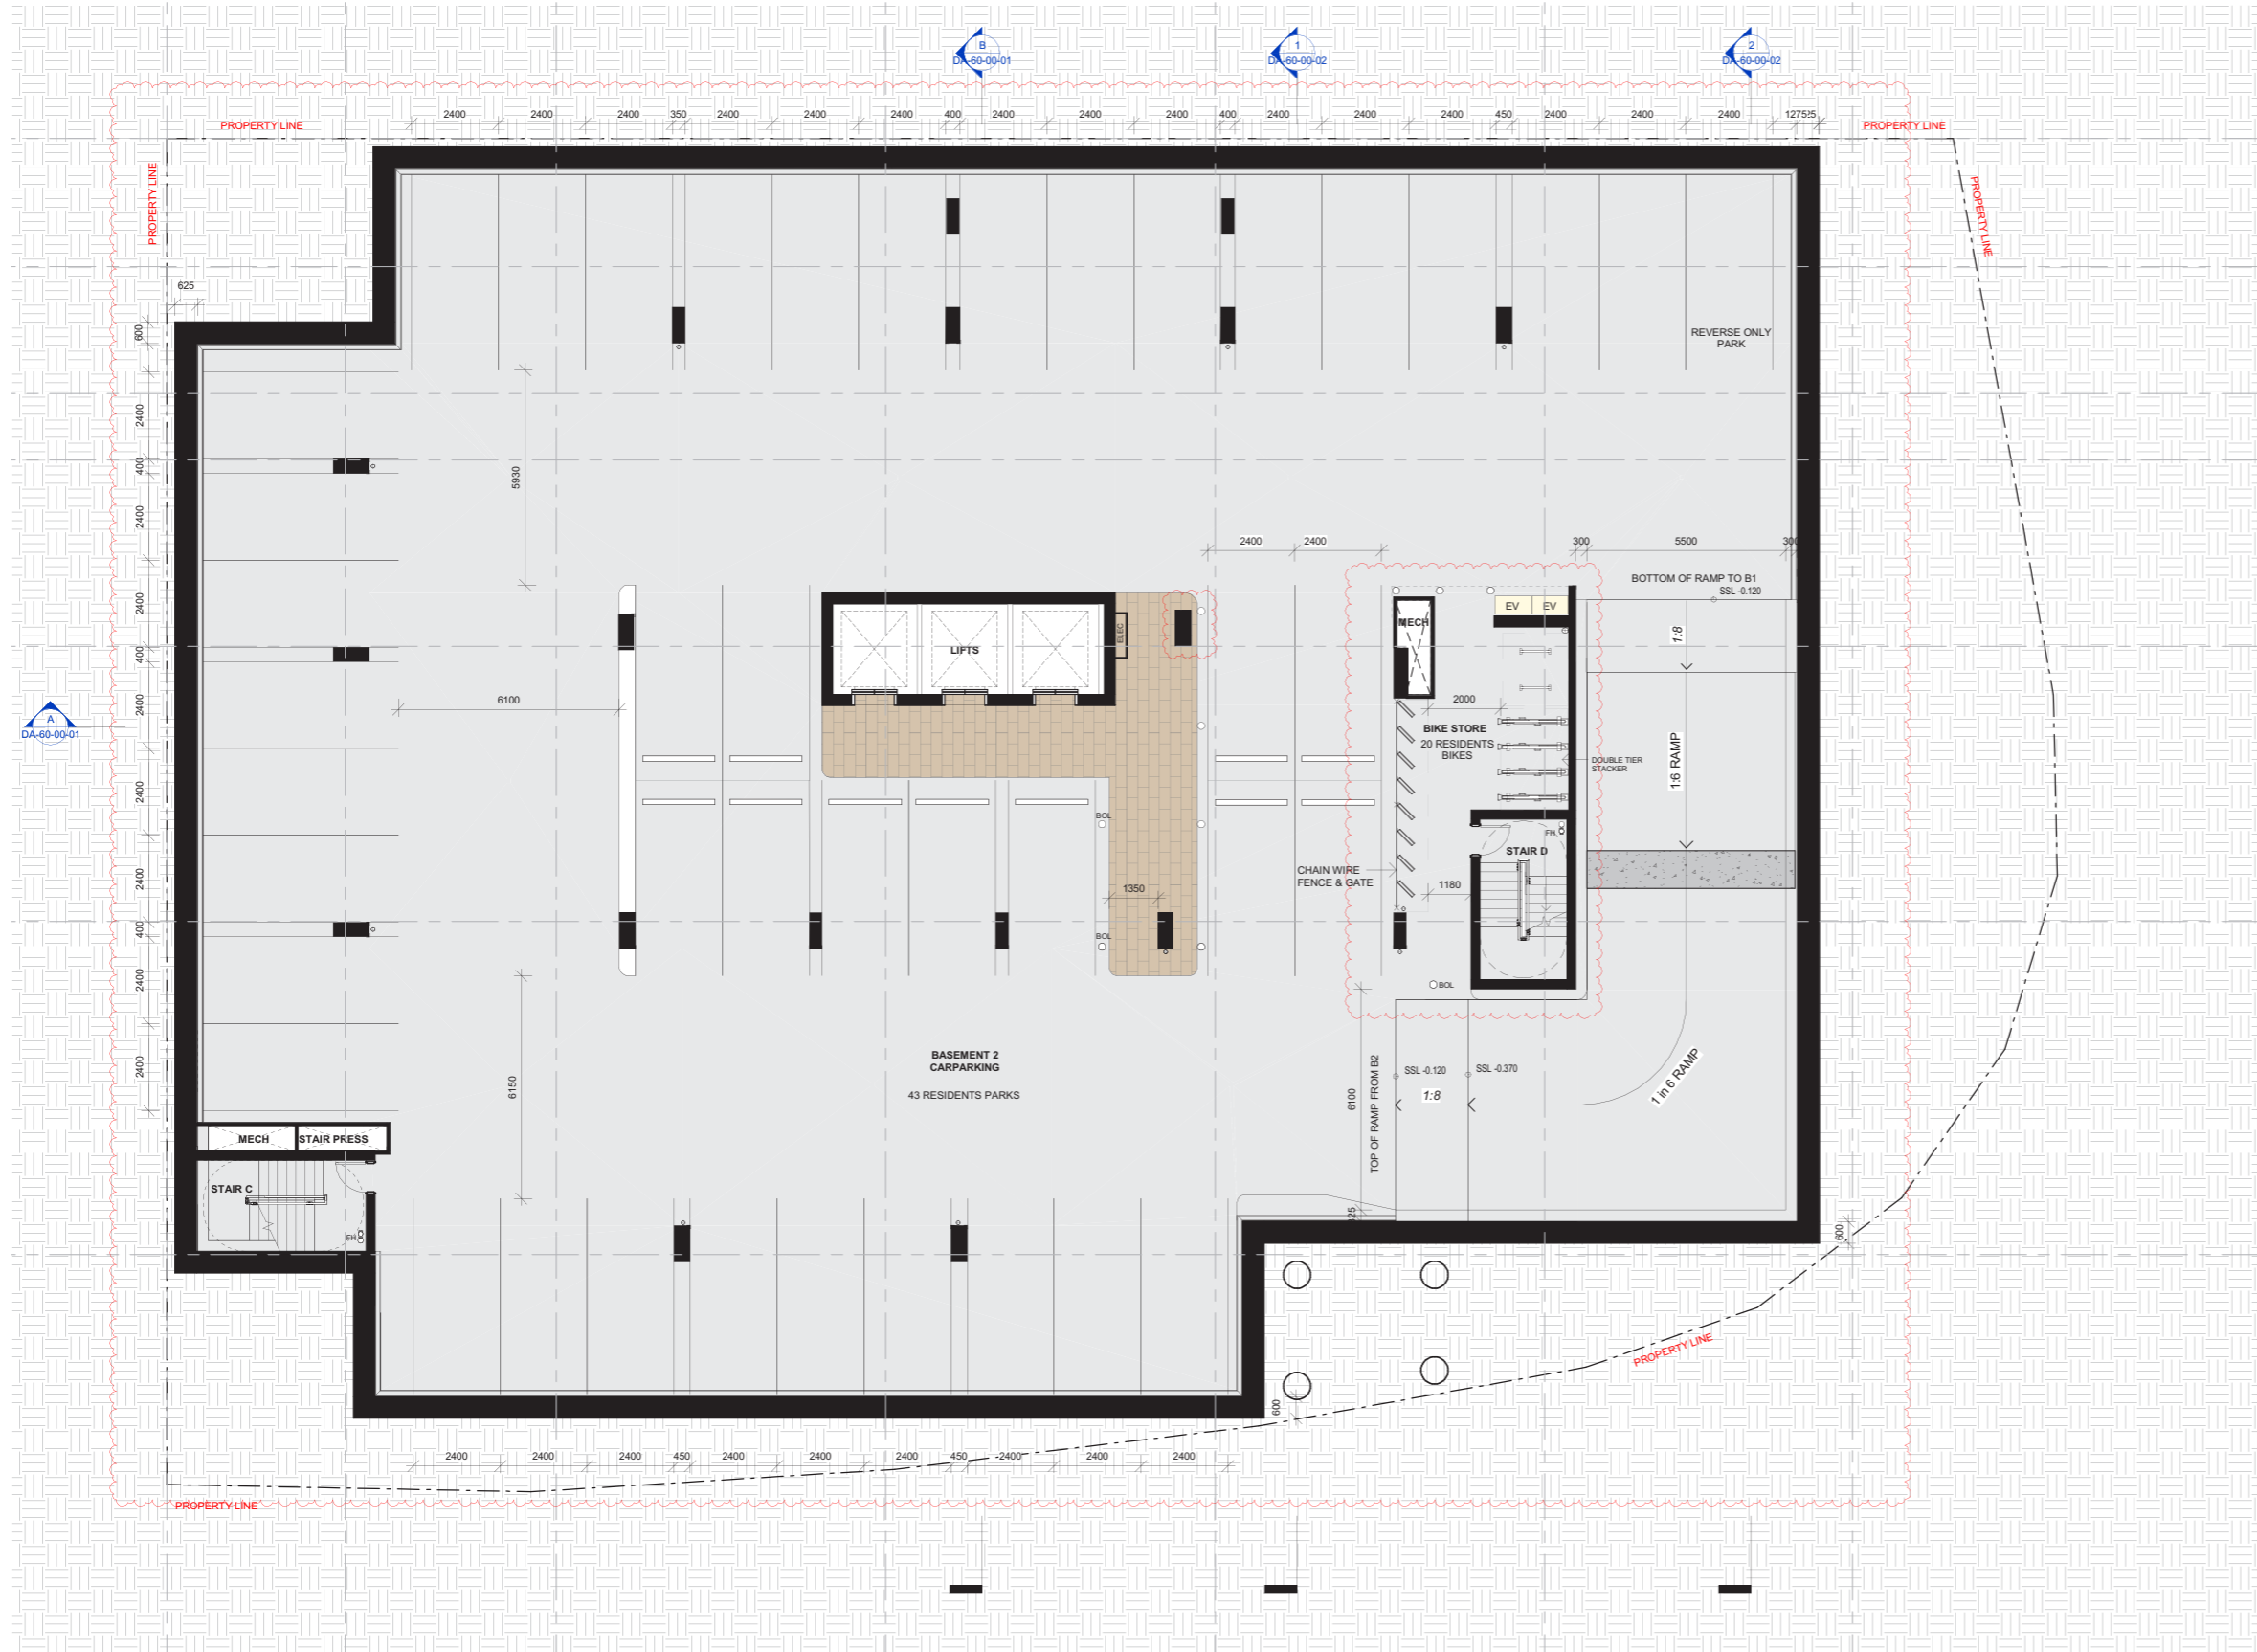 B
DA-60-00-01
1
DA-60-00-02
2
DA-60-00-02
2400 2400 2400 350 2400 2400 2400 400 2400 2400 2400 400 2400 2400 450 2400 2400 2400
PROPERTY LINE
PROPERTY LINE
PROPERTY LINE
PROPERTY LINE
625
600
REVERSE ONLY
PARK
2400
400
2400
5930
2400 2400
300 5500
BOTTOM OF RAMP TO B1
SSL -0.120
2400
EV EV
MECH
ELEC
1:8
LIFTS
400
6100
2000
2400
A
DA-60-00-01
BIKE STORE
20 RESIDENTS
BIKES
DOUBLE TIER
STACKER
1:6 RAMP
2400
BOL
FH
STAIR D
CHAIN WIRE
FENCE & GATE
2400
1350
1180
400
BOL
2400
BOL
BASEMENT 2
CARPARKING
43 RESIDENTS PARKS
2400
6150
6100
TOP OF RAMP FROM B2
SSL -0.120
SSL -0.370
1:8
1 in 6 RAMP
MECH
STAIR PRESS
STAIR C
FH
600
PROPERTY LINE
600
2400 2400 2400 450 2400 2400 2400 450 2400 2400 2400
PROPERTY LINE